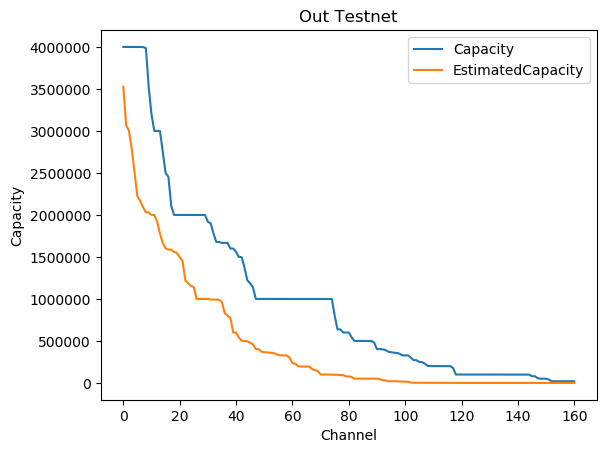 Out Testnet
Capacity
EstimatedCapacity
Capacity
4000000
3500000
3000000
2500000
2000000
1500000
1000000
500000
0
0 20 40 60 80 100 120 140 160
Channel